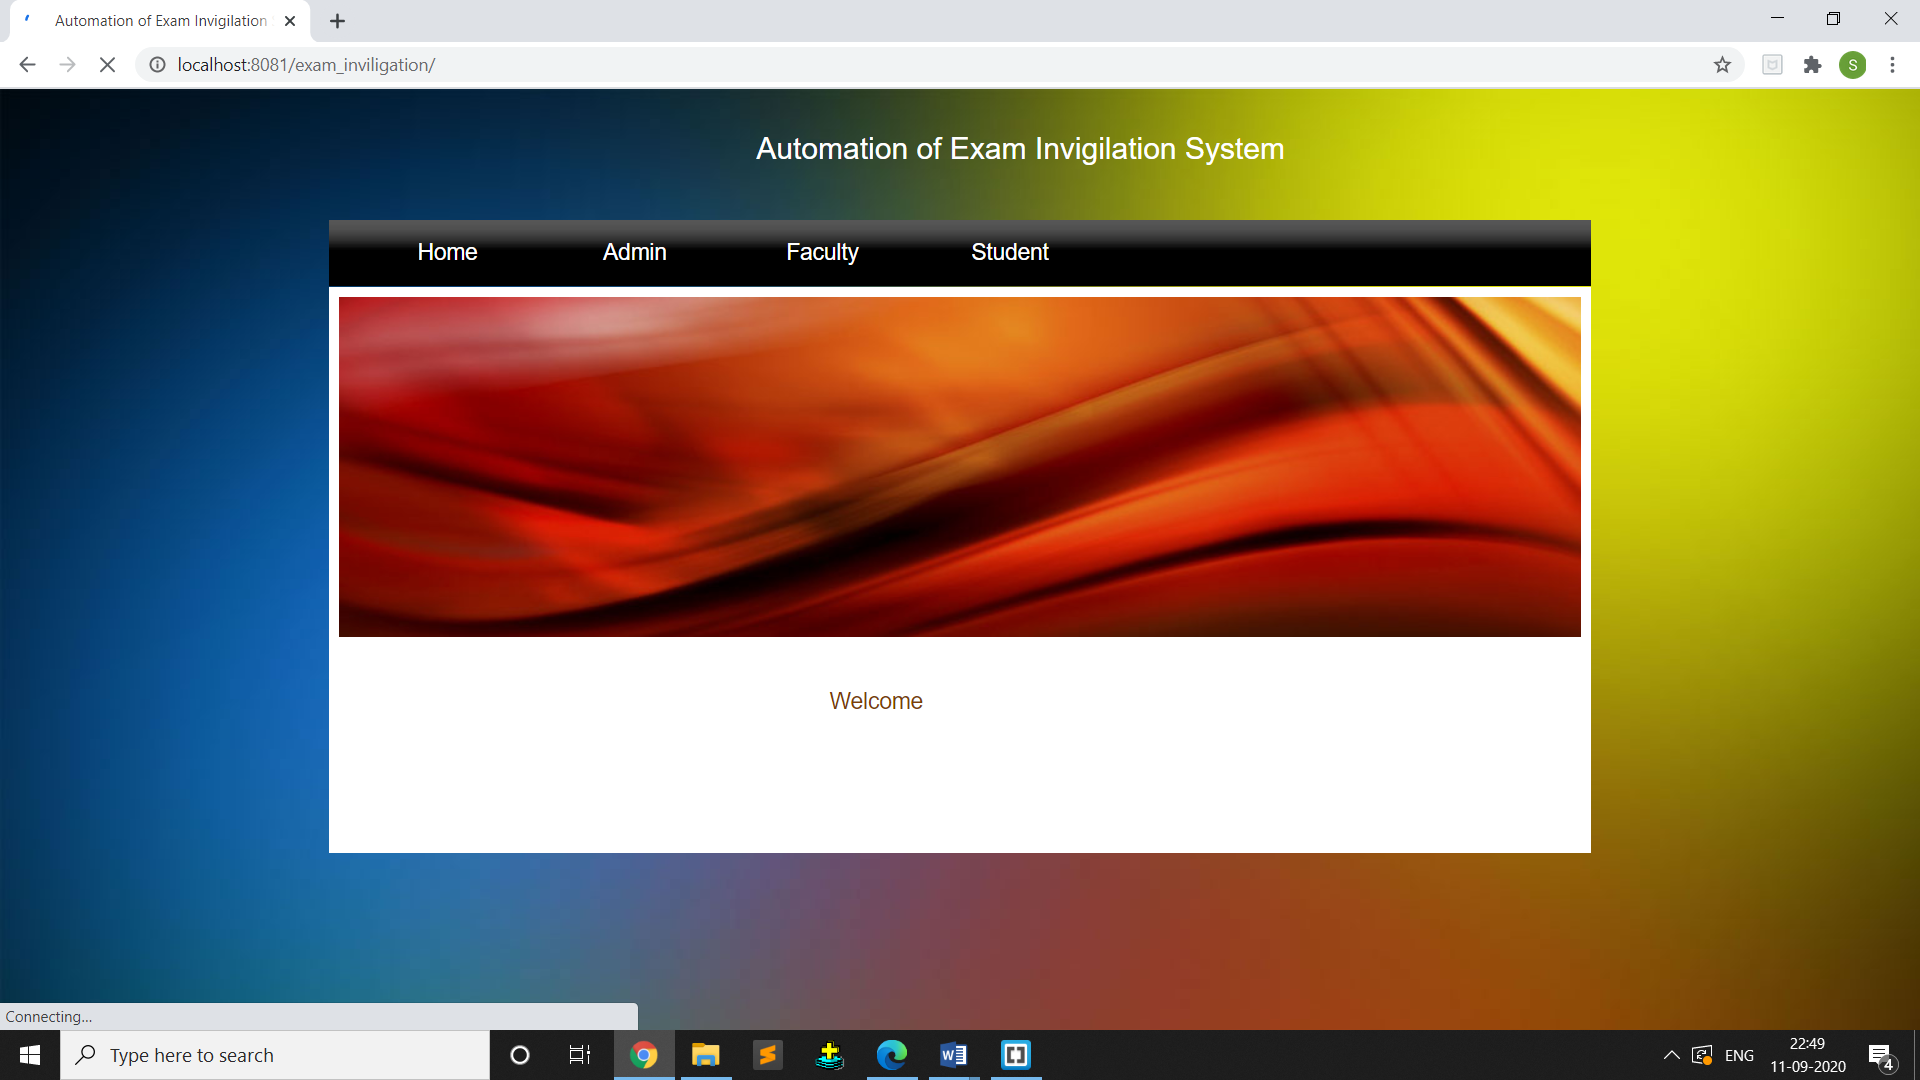 Automation of Exam Invigilation
localhost:8081/exam_inviligation/
S
Automation of Exam Invigilation System
Home Admin Faculty Student
Welcome
Connecting...
Type here to search
ENG
22:49
11-09-2020
4